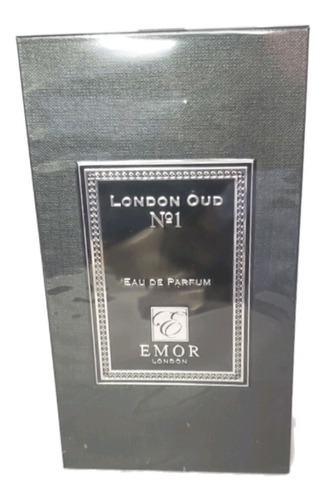 LONDON OUD
Nº1
EAU DE PARFUM
E
EMOR
LONDON